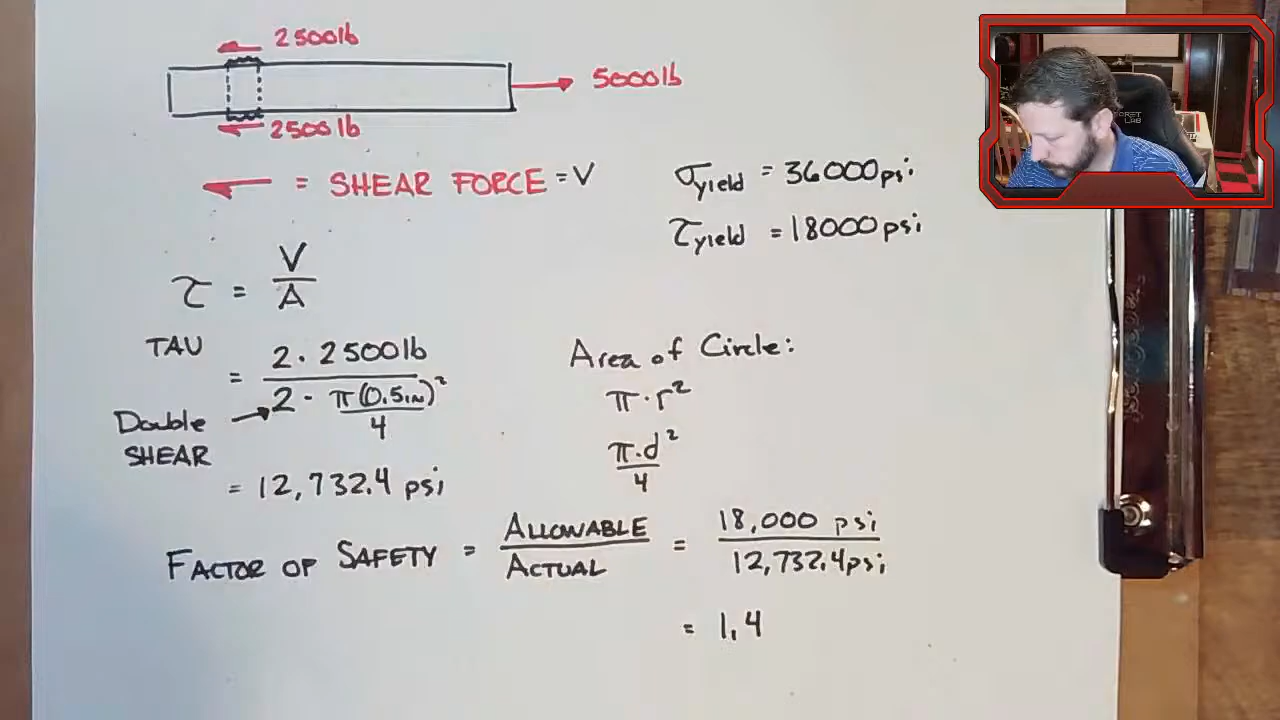 2500lb
5000lb
2500lb
= SHEAR FORCE = V
σyield = 36000psi
τyield = 18000psi
τ = V/A
TAU
= 2·2500lb / 2·π(0.5in)²/4
Double
SHEAR
= 12,732.4 psi
Area of Circle:
π·r²
π·d²/4
FACTOR OF SAFETY = ALLOWABLE/ACTUAL = 18,000 psi/12,732.4psi
= 1.4
SECRET
LAB